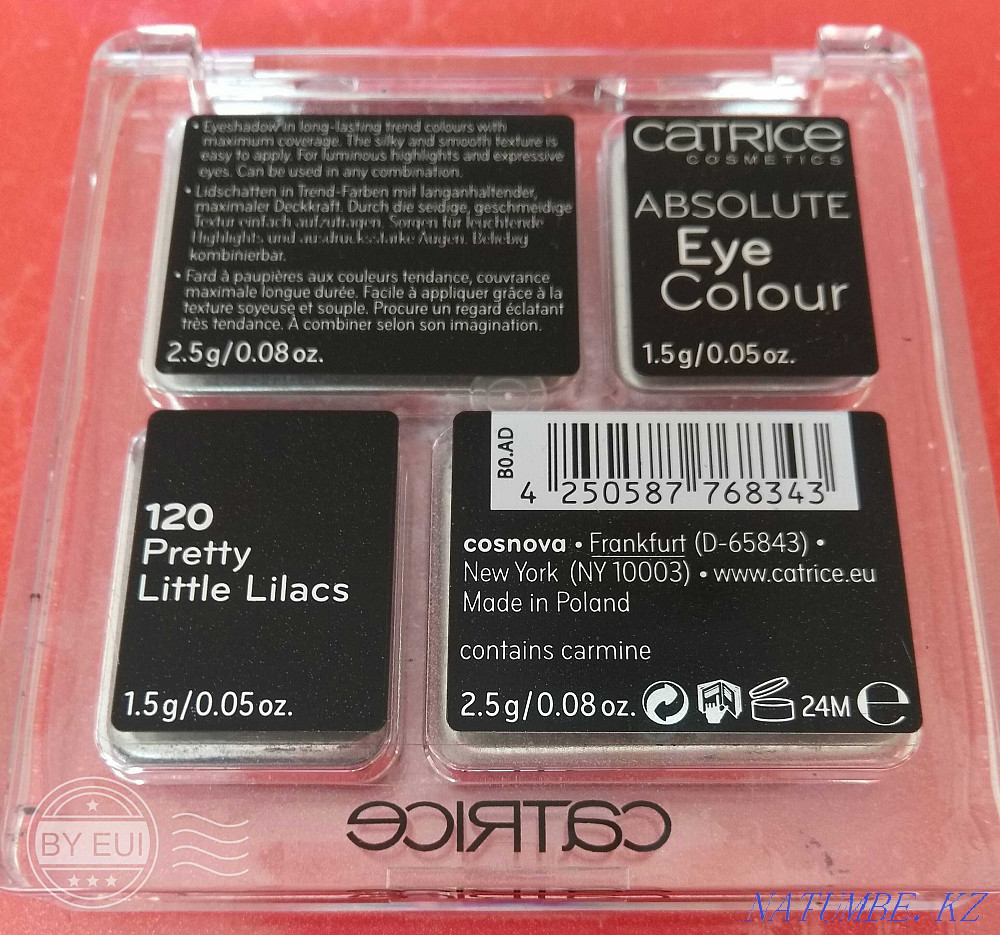 • Eyeshadow in long-lasting trend colours with
maximum coverage. The silky and smooth texture is
easy to apply. For luminous highlights and expressive
eyes. Can be used in any combination.
• Lidschatten in Trend-Farben mit langanhaltender,
maximaler Deckkraft. Durch die seidige, geschmeidige
Textur einfach aufzutragen. Sorgen für leuchtende
Highlights und ausdrucksstarke Augen. Beliebig
kombinierbar.
• Fard à paupières aux couleurs tendance, couvrance
maximale longue durée. Facile à appliquer grâce à la
texture soyeuse et souple. Procure un regard éclatant
très tendance. À combiner selon son imagination.
2.5 g/0.08 oz.
CATRICE
COSMETICS
ABSOLUTE
Eye
Colour
1.5 g/0.05 oz.
120
Pretty
Little Lilacs
1.5 g/0.05 oz.
B0.AD
4 250587 768343
cosnova • Frankfurt (D-65843) •
New York (NY 10003) • www.catrice.eu
Made in Poland
contains carmine
2.5 g/0.08 oz. 24M e
CATRICE
BY EUI
NATUMBE.KZ